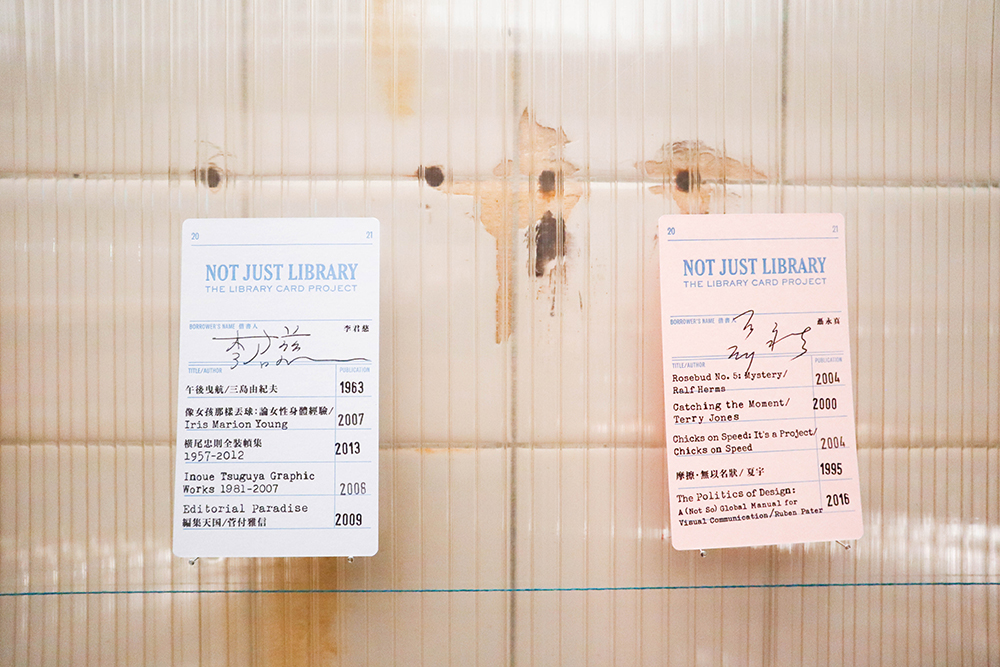 20 21
NOT JUST LIBRARY
THE LIBRARY CARD PROJECT
BORROWER'S NAME 借書人 李君慈
TITLE/AUTHOR PUBLICATION
午後曳航/三島由紀夫 1963
像女孩那樣丟球:論女性身體經驗/
Iris Marion Young 2007
橫尾忠則全裝幀集
1957-2012 2013
Inoue Tsuguya Graphic
Works 1981-2007 2008
Editorial Paradise
編集天国/菅付雅信 2009
20 21
NOT JUST LIBRARY
THE LIBRARY CARD PROJECT
BORROWER'S NAME 借書人 聶永真
TITLE/AUTHOR PUBLICATION
Rosebud No. 5: Mystery/
Ralf Herms 2004
Catching the Moment/
Terry Jones 2000
Chicks on Speed: It's a Project/
Chicks on Speed 2004
摩擦·無以名狀/夏宇 1995
The Politics of Design:
A (Not So) Global Manual for
Visual Communication/Ruben Pater 2016